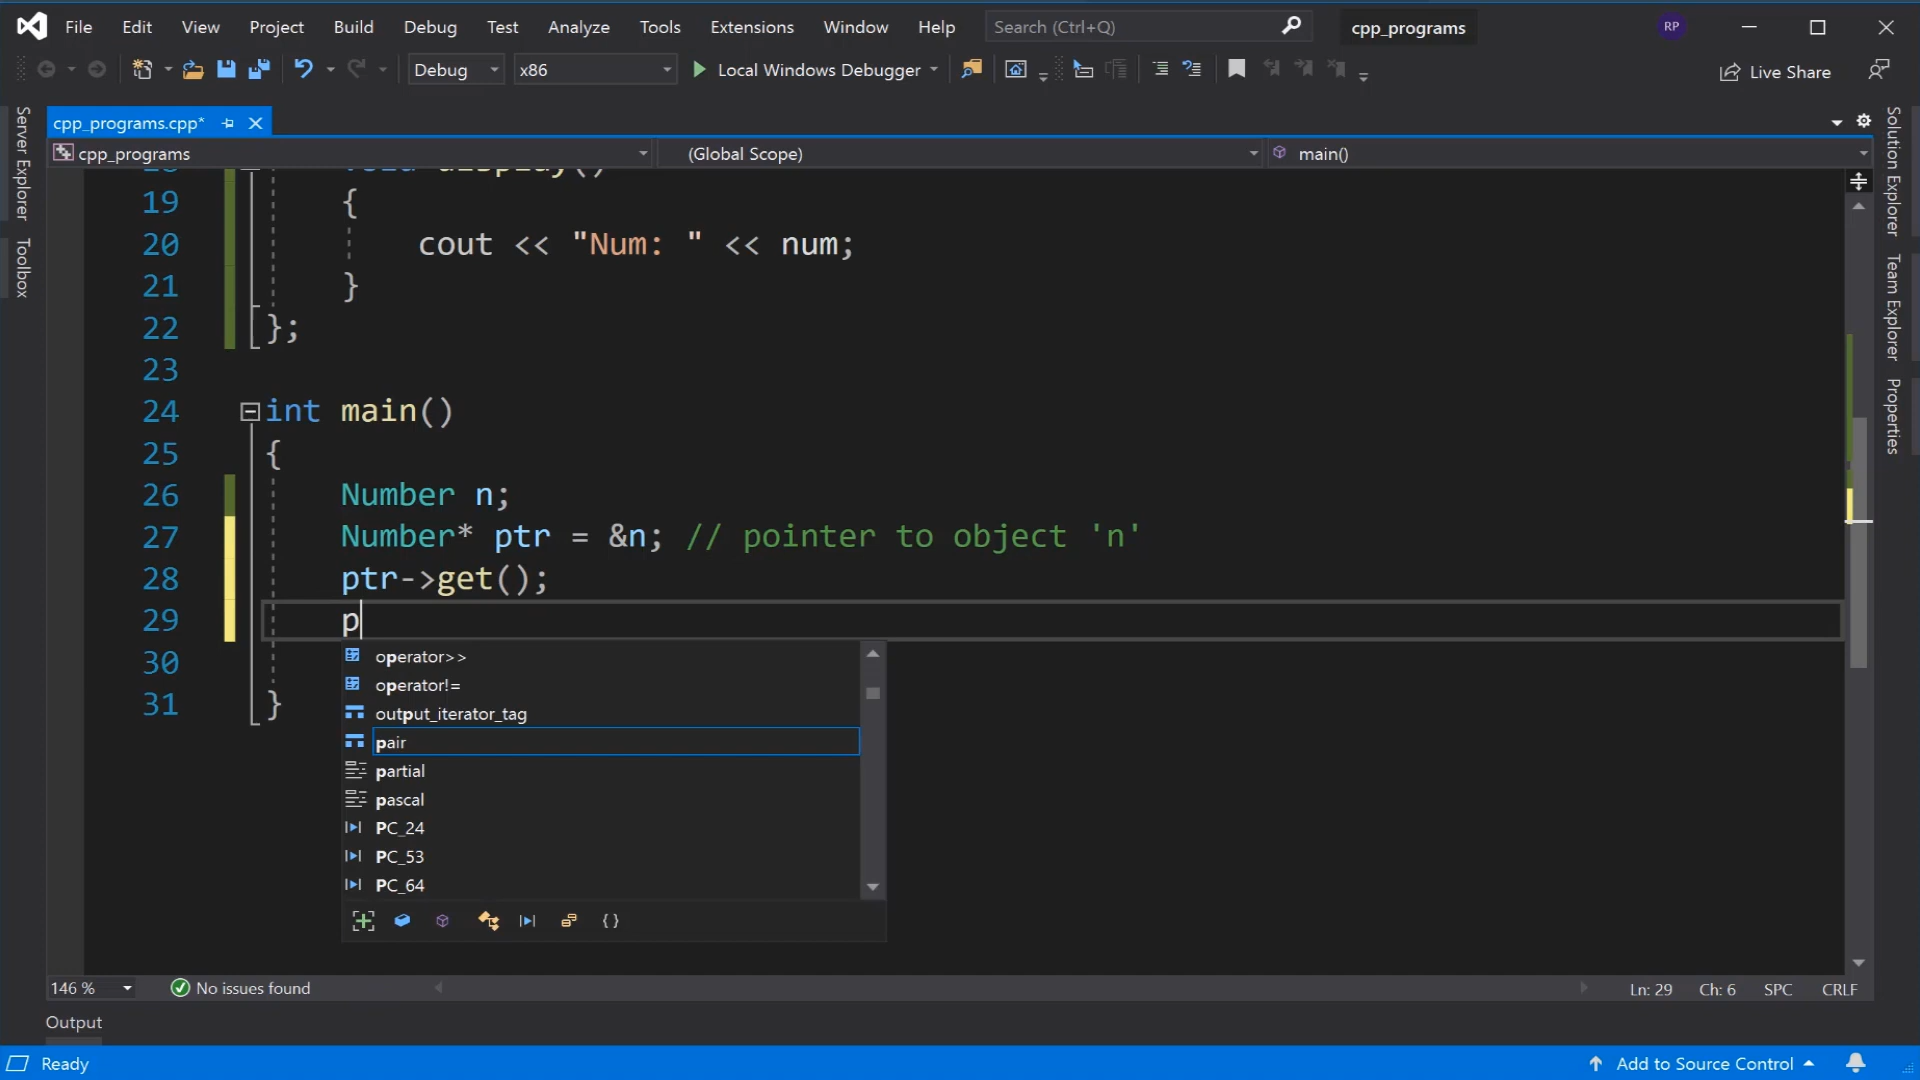 File Edit View Project Build Debug Test Analyze Tools Extensions Window Help Search (Ctrl+Q) cpp_programs RP
Debug x86 Local Windows Debugger Live Share
Server Explorer
Toolbox
cpp_programs.cpp*
cpp_programs (Global Scope) main()
18 void display()
19 {
20 cout << "Num: " << num;
21 }
22 };
23
24 int main()
25 {
26 Number n;
27 Number* ptr = &n; // pointer to object 'n'
28 ptr->get();
29 p
30
31 }
operator>>
operator!=
output_iterator_tag
pair
partial
pascal
PC_24
PC_53
PC_64
Solution Explorer
Team Explorer
Properties
146 % No issues found Ln: 29 Ch: 6 SPC CRLF
Output
Ready Add to Source Control